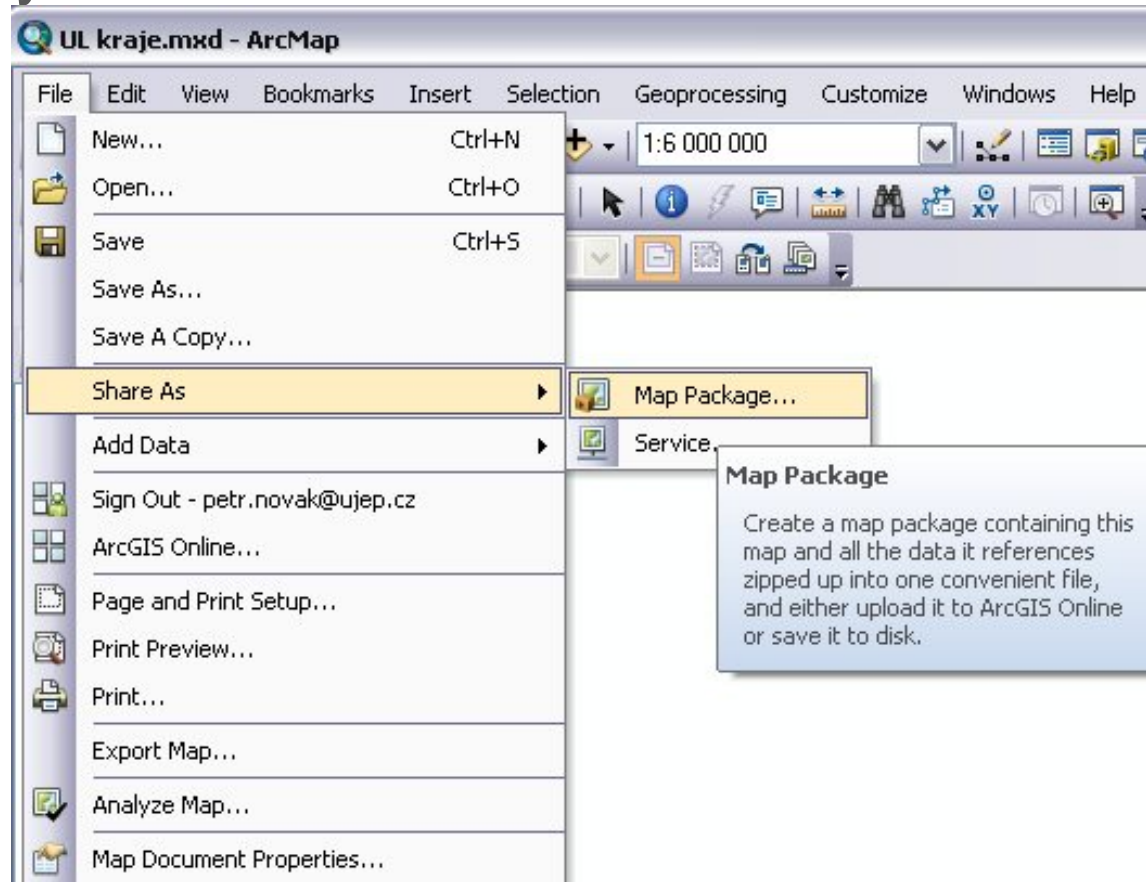 UL kraje.mxd - ArcMap
File Edit View Bookmarks Insert Selection Geoprocessing Customize Windows Help
New... Ctrl+N
1:6 000 000
Open... Ctrl+O
XY
Save Ctrl+S
Save As...
Save A Copy...
Share As
Map Package...
Add Data
Service.
Map Package
Create a map package containing this
map and all the data it references
zipped up into one convenient file,
and either upload it to ArcGIS Online
or save it to disk.
Sign Out - petr.novak@ujep.cz
ArcGIS Online...
Page and Print Setup...
Print Preview...
Print...
Export Map...
Analyze Map...
Map Document Properties...